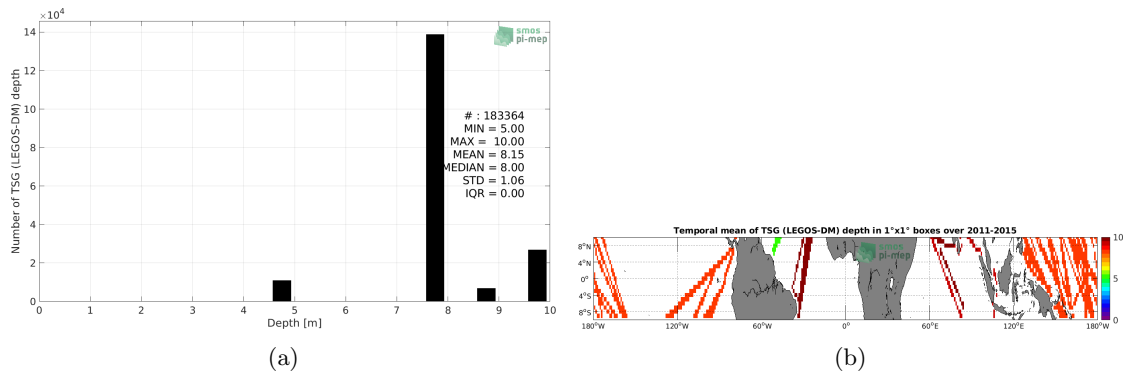 ×10⁴
14
12
10
8
6
4
2
0
Number of TSG (LEGOS-DM) depth
smos
pi-mep
# : 183364
MIN = 5.00
MAX = 10.00
MEAN = 8.15
MEDIAN = 8.00
STD = 1.06
IQR = 0.00
0 1 2 3 4 5 6 7 8 9 10
Depth [m]
(a)
Temporal mean of TSG (LEGOS-DM) depth in 1°x1° boxes over 2011-2015
smos
pi-mep
8°N
4°N
0°
4°S
8°S
180°W 120°W 60°W 0° 60°E 120°E 180°W
10
5
0
(b)